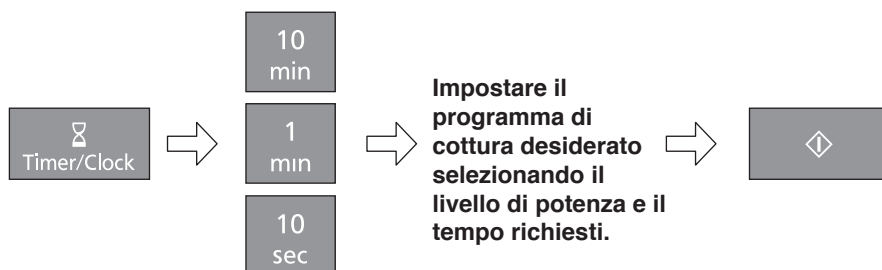 Timer/Clock
10
min
1
min
10
sec
Impostare il
programma di
cottura desiderato
selezionando il
livello di potenza e il
tempo richiesti.